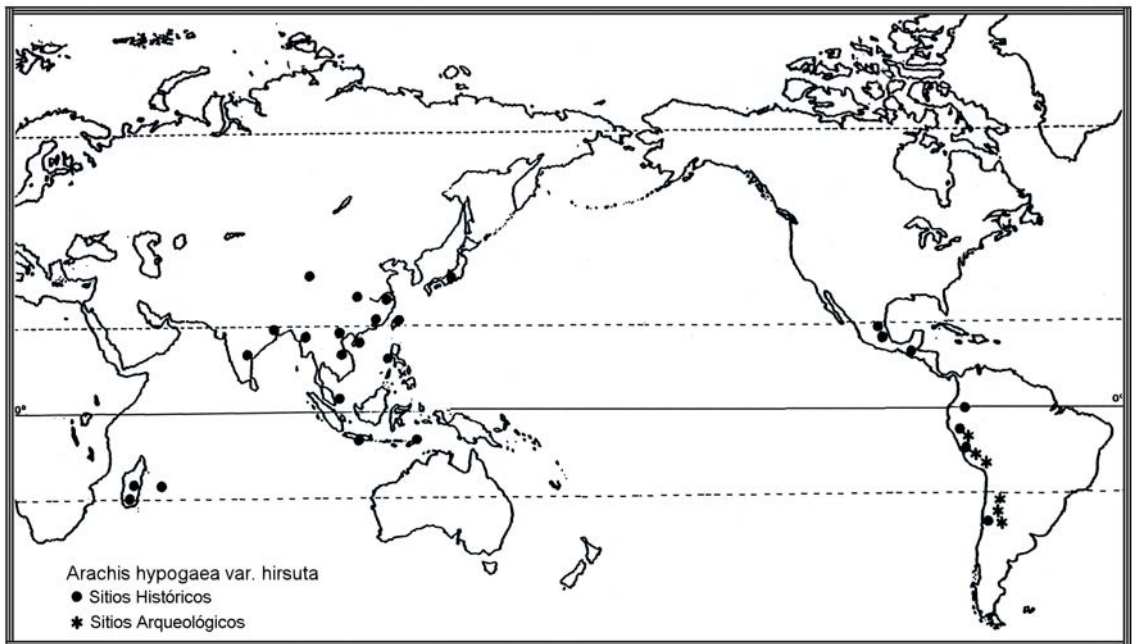 0°
0°
Arachis hypogaea var. hirsuta
Sitios Históricos
Sitios Arqueológicos